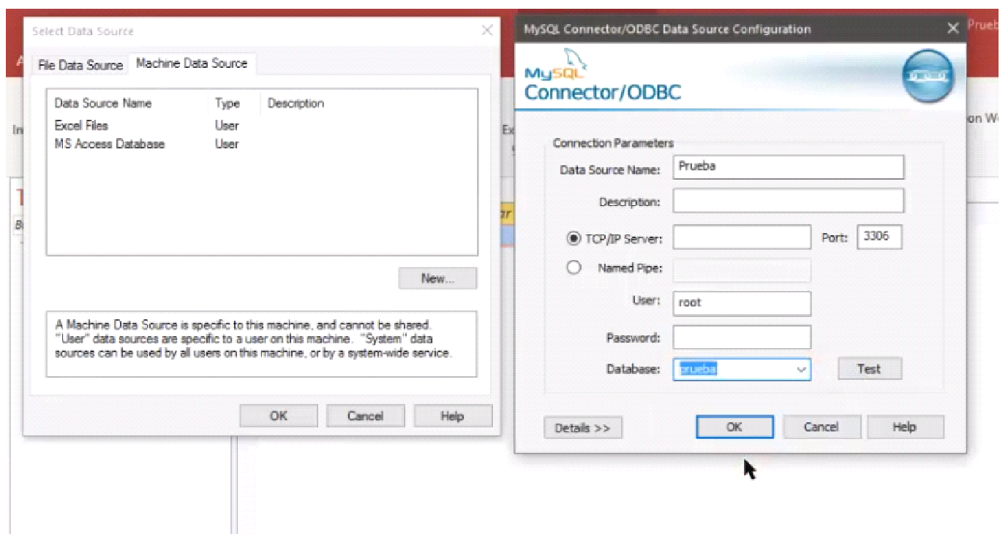 Select Data Source
File Data Source Machine Data Source
Data Source Name Type Description
Excel Files User
MS Access Database User
New...
A Machine Data Source is specific to this machine, and cannot be shared.
"User" data sources are specific to a user on this machine. "System" data
sources can be used by all users on this machine, or by a system-wide service.
OK Cancel Help
MySQL Connector/ODBC Data Source Configuration
MySQL
Connector/ODBC
Connection Parameters
Data Source Name: Prueba
Description:
TCP/IP Server: Port: 3306
Named Pipe:
User: root
Password:
Database: prueba Test
Details >> OK Cancel Help